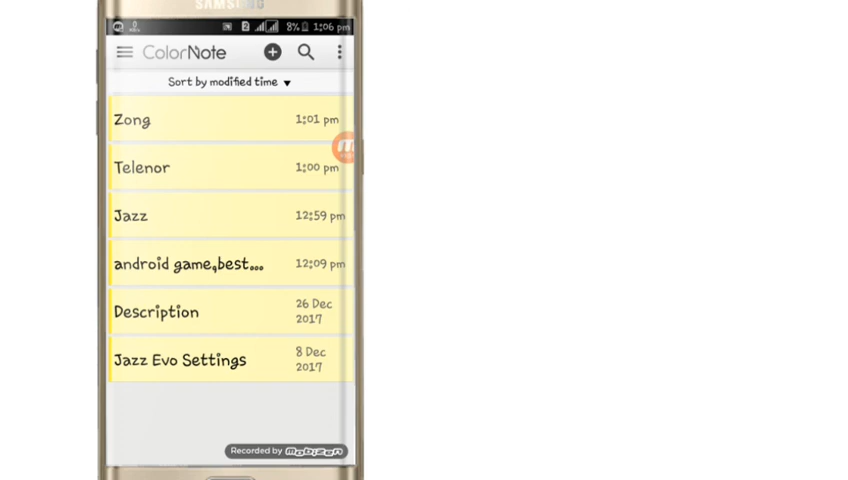 SAMSUNG
8% 1:06 pm
ColorNote
Sort by modified time
Zong 1:01 pm
Telenor 1:00 pm
Jazz 12:59 pm
android game,best... 12:09 pm
Description 26 Dec 2017
Jazz Evo Settings 8 Dec 2017
Recorded by mobizen